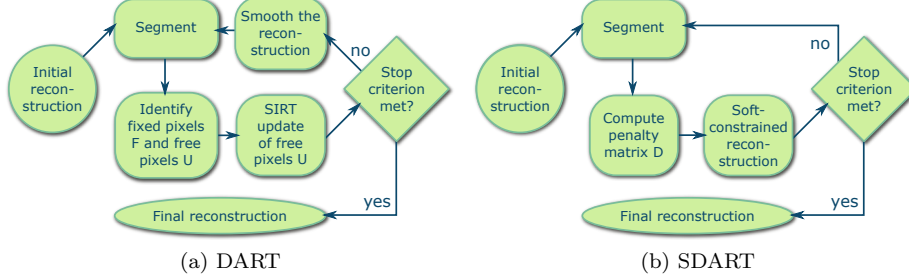 Initial
recon-
struction
Segment
Smooth the
recon-
struction
no
Stop
criterion
met?
Identify
fixed pixels
F and free
pixels U
SIRT
update
of free
pixels U
yes
Final reconstruction
(a) DART
Initial
recon-
struction
Segment
no
Stop
criterion
met?
Compute
penalty
matrix D
Soft-
constrained
recon-
struction
yes
Final reconstruction
(b) SDART